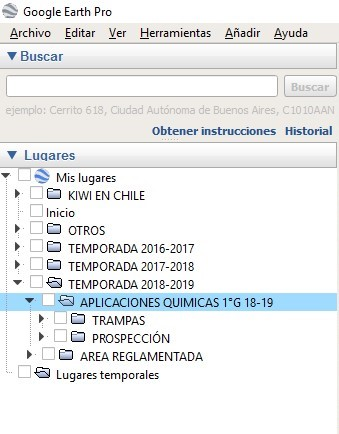 Google Earth Pro
Archivo Editar Ver Herramientas Añadir Ayuda
Buscar
Buscar
ejemplo: Cerrito 618, Ciudad Autónoma de Buenos Aires, C1010AAN
Obtener instrucciones Historial
Lugares
Mis lugares
KIWI EN CHILE
Inicio
OTROS
TEMPORADA 2016-2017
TEMPORADA 2017-2018
TEMPORADA 2018-2019
APLICACIONES QUIMICAS 1°G 18-19
TRAMPAS
PROSPECCIÓN
AREA REGLAMENTADA
Lugares temporales